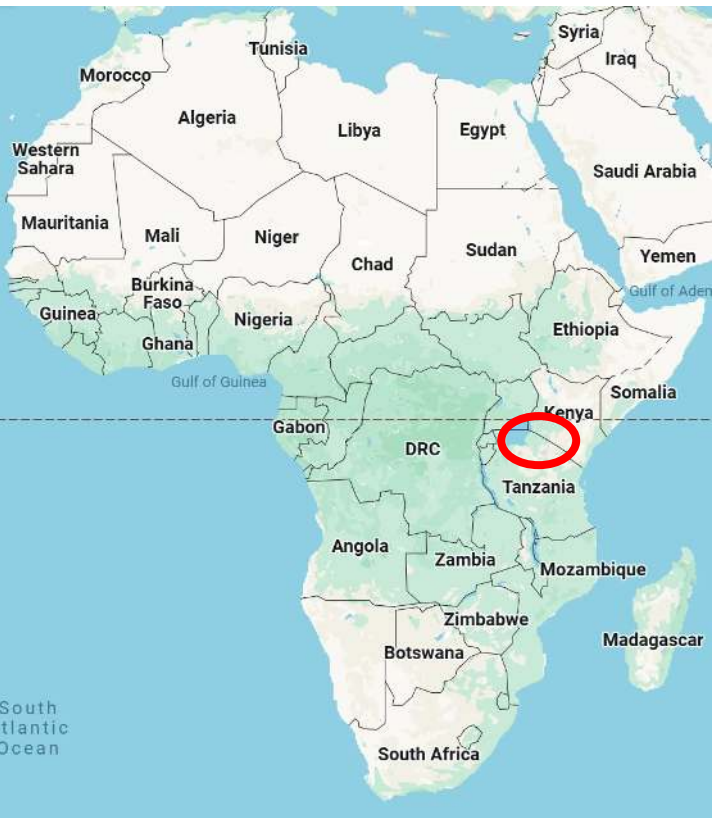 Syria
Tunisia
Iraq
Morocco
Algeria
Libya
Egypt
Western
Sahara
Saudi Arabia
Mauritania
Mali
Niger
Sudan
Chad
Yemen
Burkina
Faso
Gulf of Aden
Guinea
Nigeria
Ethiopia
Ghana
Gulf of Guinea
Somalia
Kenya
Gabon
DRC
Tanzania
Angola
Zambia
Mozambique
Zimbabwe
Madagascar
Botswana
South
tlantic
Ocean
South Africa